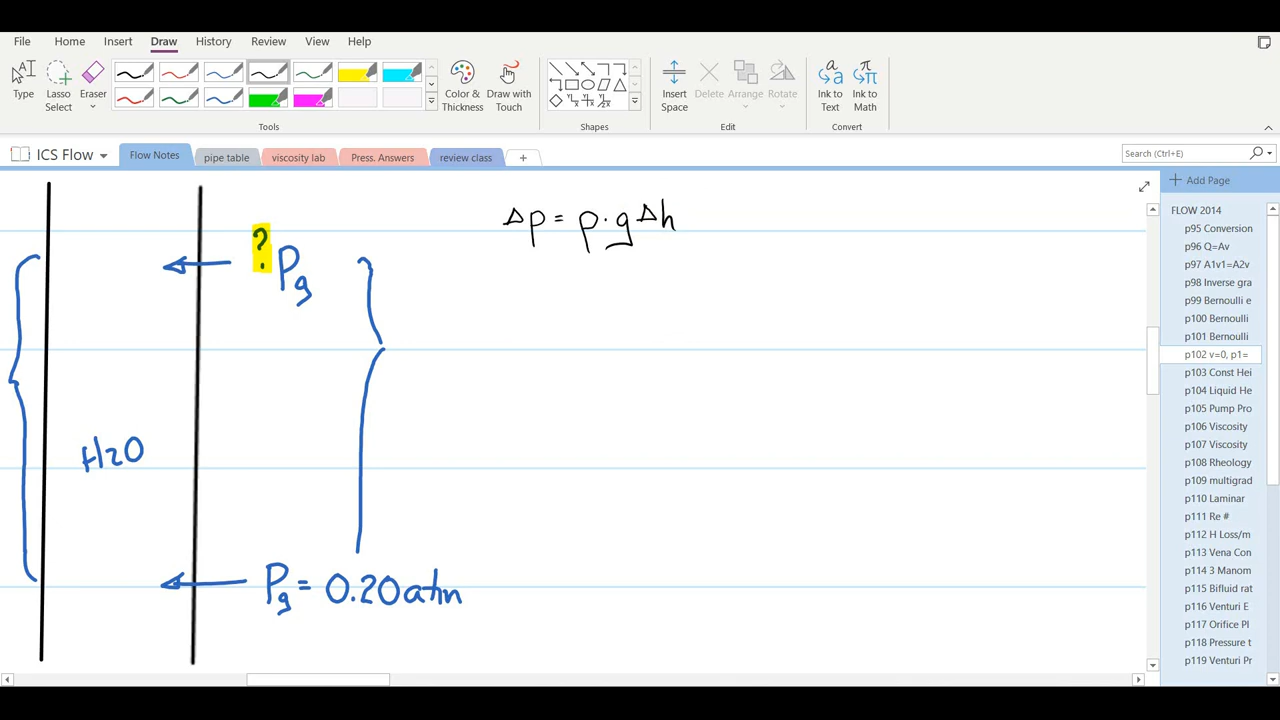 File Home Insert Draw History Review View Help
Type Lasso Select Eraser Color & Thickness Draw with Touch Insert Space Delete Arrange Rotate Ink to Text Ink to Math
Tools Shapes Edit Convert
ICS Flow Flow Notes pipe table viscosity lab Press. Answers review class + Search (Ctrl+E)
Add Page
FLOW 2014
p95 Conversion
p96 Q=Av
p97 A1v1=A2v
p98 Inverse gra
p99 Bernoulli e
p100 Bernoulli
p101 Bernoulli
p102 v=0, p1=
p103 Const Hei
p104 Liquid He
p105 Pump Pro
p106 Viscosity
p107 Viscosity
p108 Rheology
p109 multigrad
p110 Laminar
p111 Re #
p112 H Loss/m
p113 Vena Con
p114 3 Manom
p115 Bifluid rat
p116 Venturi E
p117 Orifice Pl
p118 Pressure t
p119 Venturi Pr
Δp = ρ·gΔh
? Pg
H2O
Pg = 0.20atm